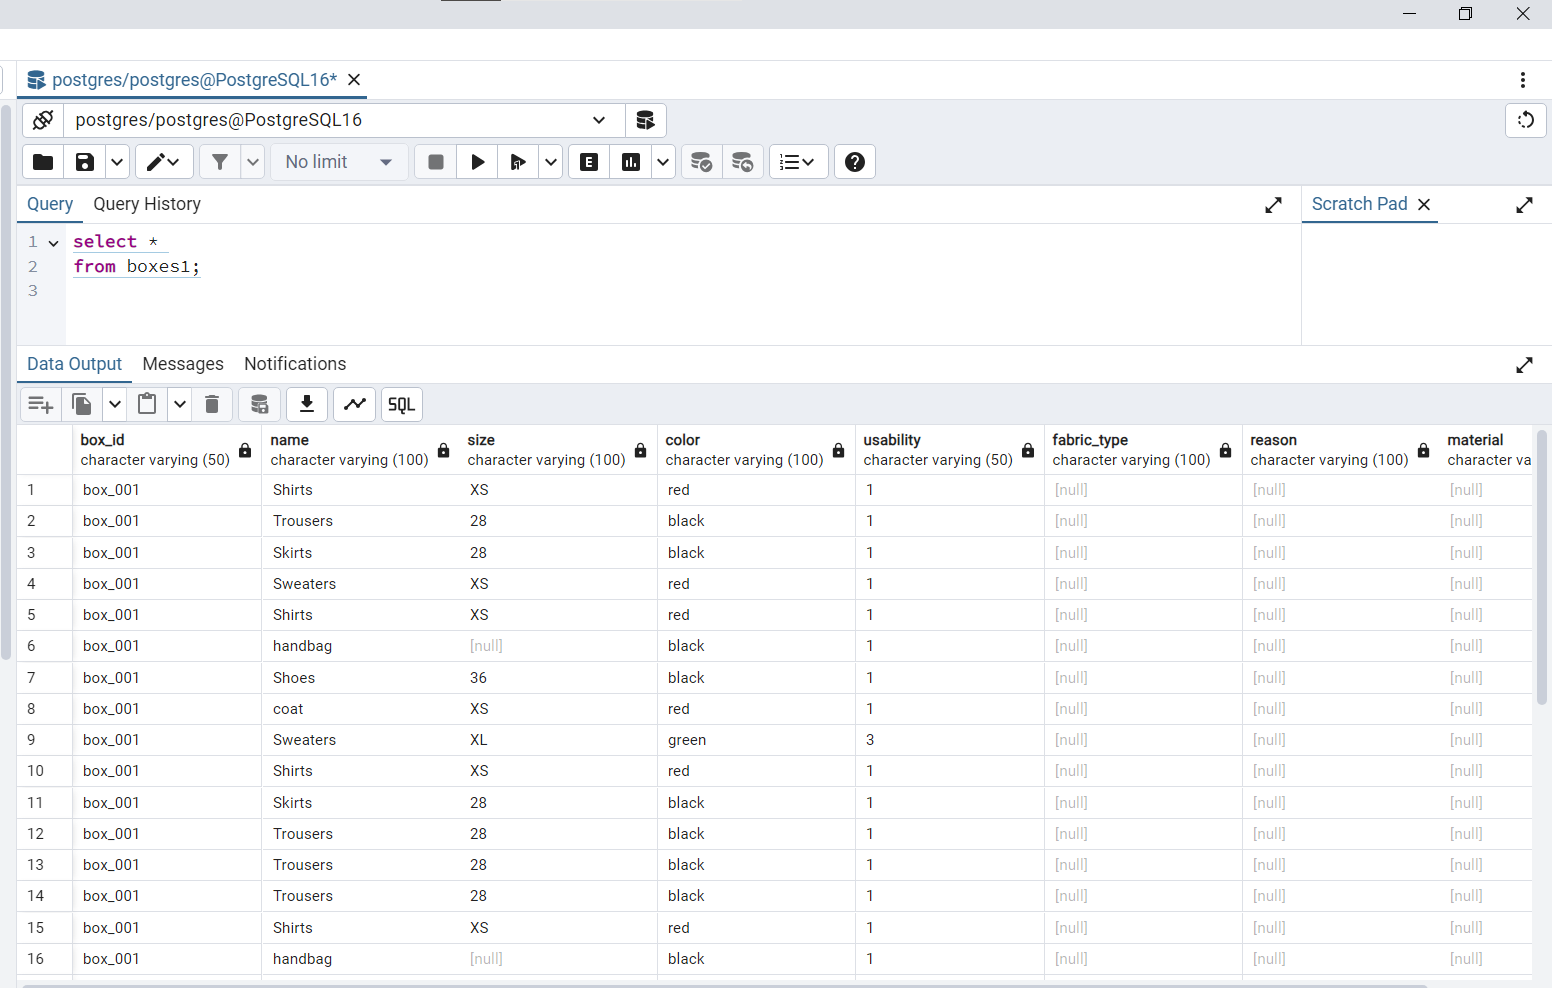 postgres/postgres@PostgreSQL16*
postgres/postgres@PostgreSQL16
No limit
E
Query Query History Scratch Pad
1 select *
2 from boxes1;
3
Data Output Messages Notifications
SQL
box_id name size color usability fabric_type reason material
character varying (50) character varying (100) character varying (100) character varying (100) character varying (50) character varying (100) character varying (100) character va
1 box_001 Shirts XS red 1 [null] [null] [null]
2 box_001 Trousers 28 black 1 [null] [null] [null]
3 box_001 Skirts 28 black 1 [null] [null] [null]
4 box_001 Sweaters XS red 1 [null] [null] [null]
5 box_001 Shirts XS red 1 [null] [null] [null]
6 box_001 handbag [null] black 1 [null] [null] [null]
7 box_001 Shoes 36 black 1 [null] [null] [null]
8 box_001 coat XS red 1 [null] [null] [null]
9 box_001 Sweaters XL green 3 [null] [null] [null]
10 box_001 Shirts XS red 1 [null] [null] [null]
11 box_001 Skirts 28 black 1 [null] [null] [null]
12 box_001 Trousers 28 black 1 [null] [null] [null]
13 box_001 Trousers 28 black 1 [null] [null] [null]
14 box_001 Trousers 28 black 1 [null] [null] [null]
15 box_001 Shirts XS red 1 [null] [null] [null]
16 box_001 handbag [null] black 1 [null] [null] [null]